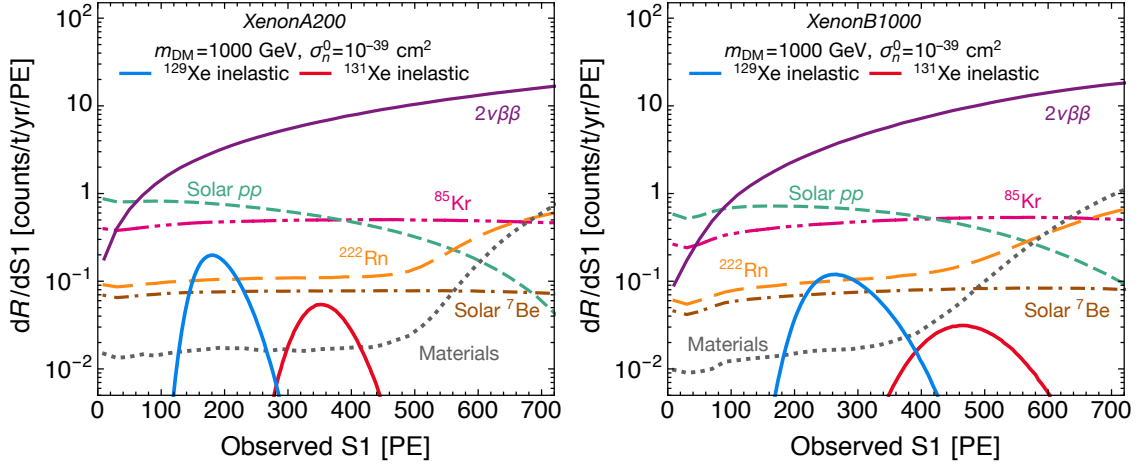 XenonA200
m_DM=1000 GeV, σ_n^0=10^−39 cm^2
^129Xe inelastic ^131Xe inelastic
2νββ
Solar pp
^85Kr
^222Rn
Solar ^7Be
Materials
10^2
10
1
10^−1
10^−2
0 100 200 300 400 500 600 700
Observed S1 [PE]
dR/dS1 [counts/t/yr/PE]
XenonB1000
m_DM=1000 GeV, σ_n^0=10^−39 cm^2
^129Xe inelastic ^131Xe inelastic
2νββ
Solar pp
^85Kr
^222Rn
Solar ^7Be
Materials
10^2
10
1
10^−1
10^−2
0 100 200 300 400 500 600 700
Observed S1 [PE]
dR/dS1 [counts/t/yr/PE]